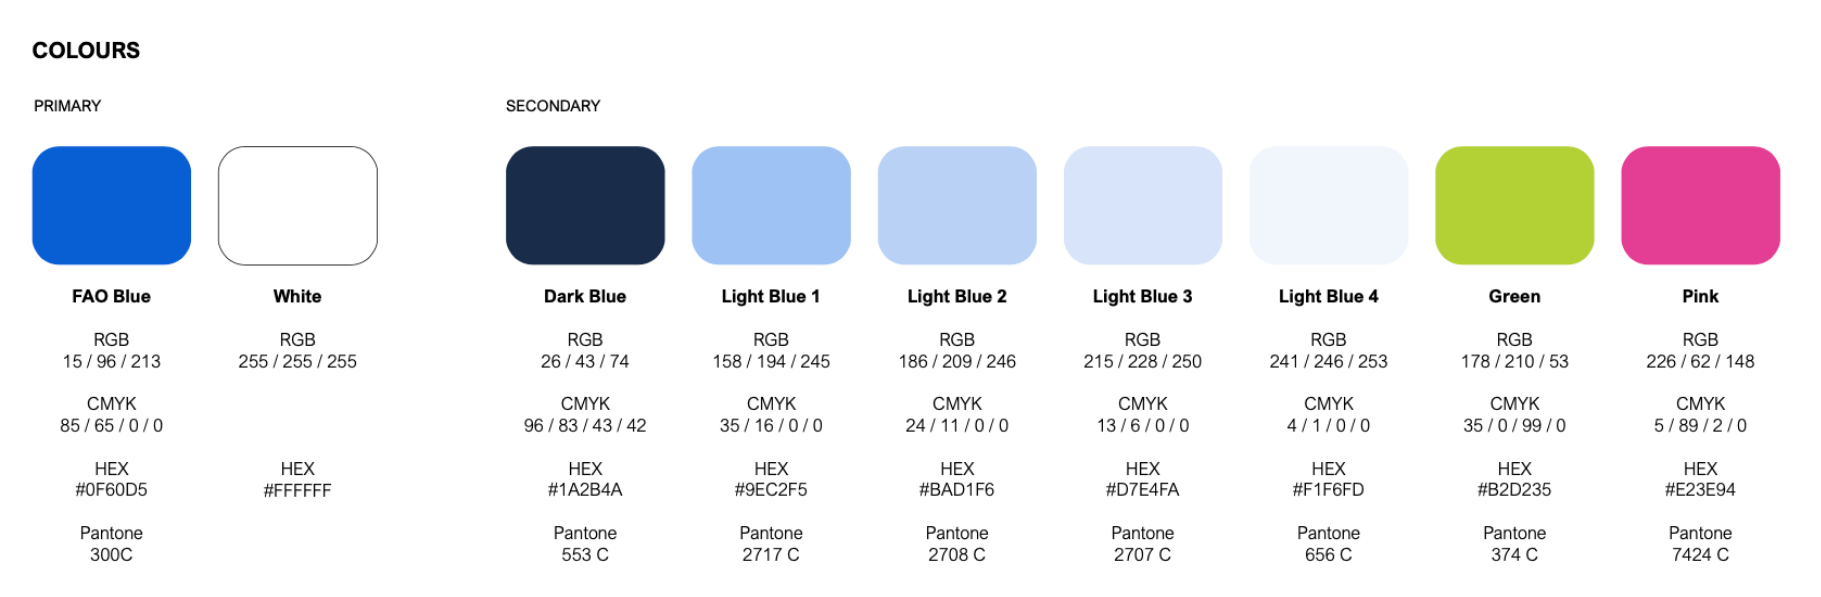 COLOURS
PRIMARY
SECONDARY
FAO Blue
RGB
15 / 96 / 213
CMYK
85 / 65 / 0 / 0
HEX
#0F60D5
Pantone
300C
White
RGB
255 / 255 / 255
HEX
#FFFFFF
Dark Blue
RGB
26 / 43 / 74
CMYK
96 / 83 / 43 / 42
HEX
#1A2B4A
Pantone
553 C
Light Blue 1
RGB
158 / 194 / 245
CMYK
35 / 16 / 0 / 0
HEX
#9EC2F5
Pantone
2717 C
Light Blue 2
RGB
186 / 209 / 246
CMYK
24 / 11 / 0 / 0
HEX
#BAD1F6
Pantone
2708 C
Light Blue 3
RGB
215 / 228 / 250
CMYK
13 / 6 / 0 / 0
HEX
#D7E4FA
Pantone
2707 C
Light Blue 4
RGB
241 / 246 / 253
CMYK
4 / 1 / 0 / 0
HEX
#F1F6FD
Pantone
656 C
Green
RGB
178 / 210 / 53
CMYK
35 / 0 / 99 / 0
HEX
#B2D235
Pantone
374 C
Pink
RGB
226 / 62 / 148
CMYK
5 / 89 / 2 / 0
HEX
#E23E94
Pantone
7424 C